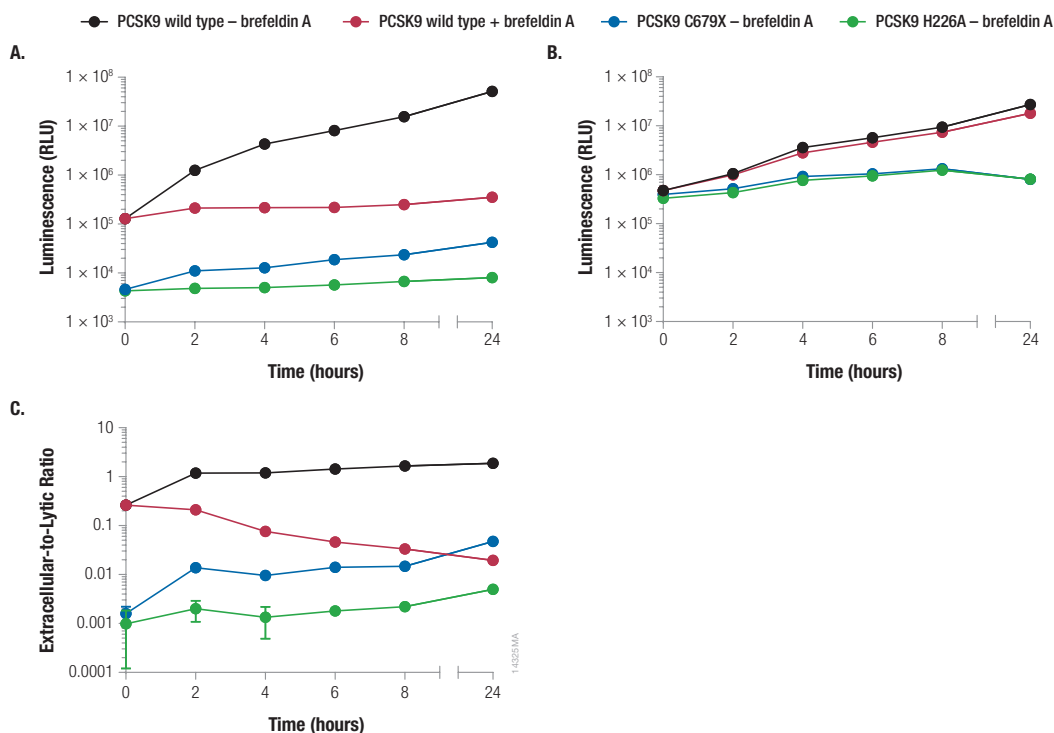 PCSK9 wild type – brefeldin A PCSK9 wild type + brefeldin A PCSK9 C679X – brefeldin A PCSK9 H226A – brefeldin A
A.
1 × 10⁸
1 × 10⁷
1 × 10⁶
1 × 10⁵
1 × 10⁴
1 × 10³
Luminescence (RLU)
0 2 4 6 8 24
Time (hours)
B.
1 × 10⁸
1 × 10⁷
1 × 10⁶
1 × 10⁵
1 × 10⁴
1 × 10³
Luminescence (RLU)
0 2 4 6 8 24
Time (hours)
C.
10
1
0.1
0.01
0.001
0.0001
Extracellular-to-Lytic Ratio
0 2 4 6 8 24
Time (hours)
14325MA